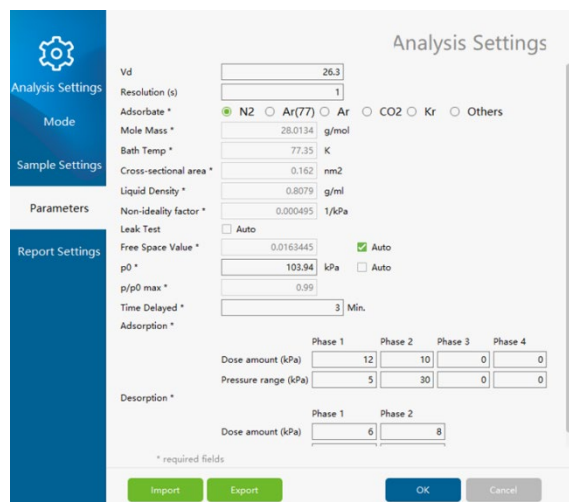 Analysis Settings
Mode
Sample Settings
Parameters
Report Settings
Analysis Settings
Vd 26.3
Resolution (s) 1
Adsorbate * N2 Ar(77) Ar CO2 Kr Others
Mole Mass * 28.0134 g/mol
Bath Temp * 77.35 K
Cross-sectional area * 0.162 nm2
Liquid Density * 0.8079 g/ml
Non-ideality factor * 0.000495 1/kPa
Leak Test Auto
Free Space Value * 0.0163445 Auto
p0 * 103.94 kPa Auto
p/p0 max * 0.99
Time Delayed * 3 Min.
Adsorption *
Phase 1 Phase 2 Phase 3 Phase 4
Dose amount (kPa) 12 10 0 0
Pressure range (kPa) 5 30 0 0
Desorption *
Phase 1 Phase 2
Dose amount (kPa) 6 8
* required fields
Import Export OK Cancel